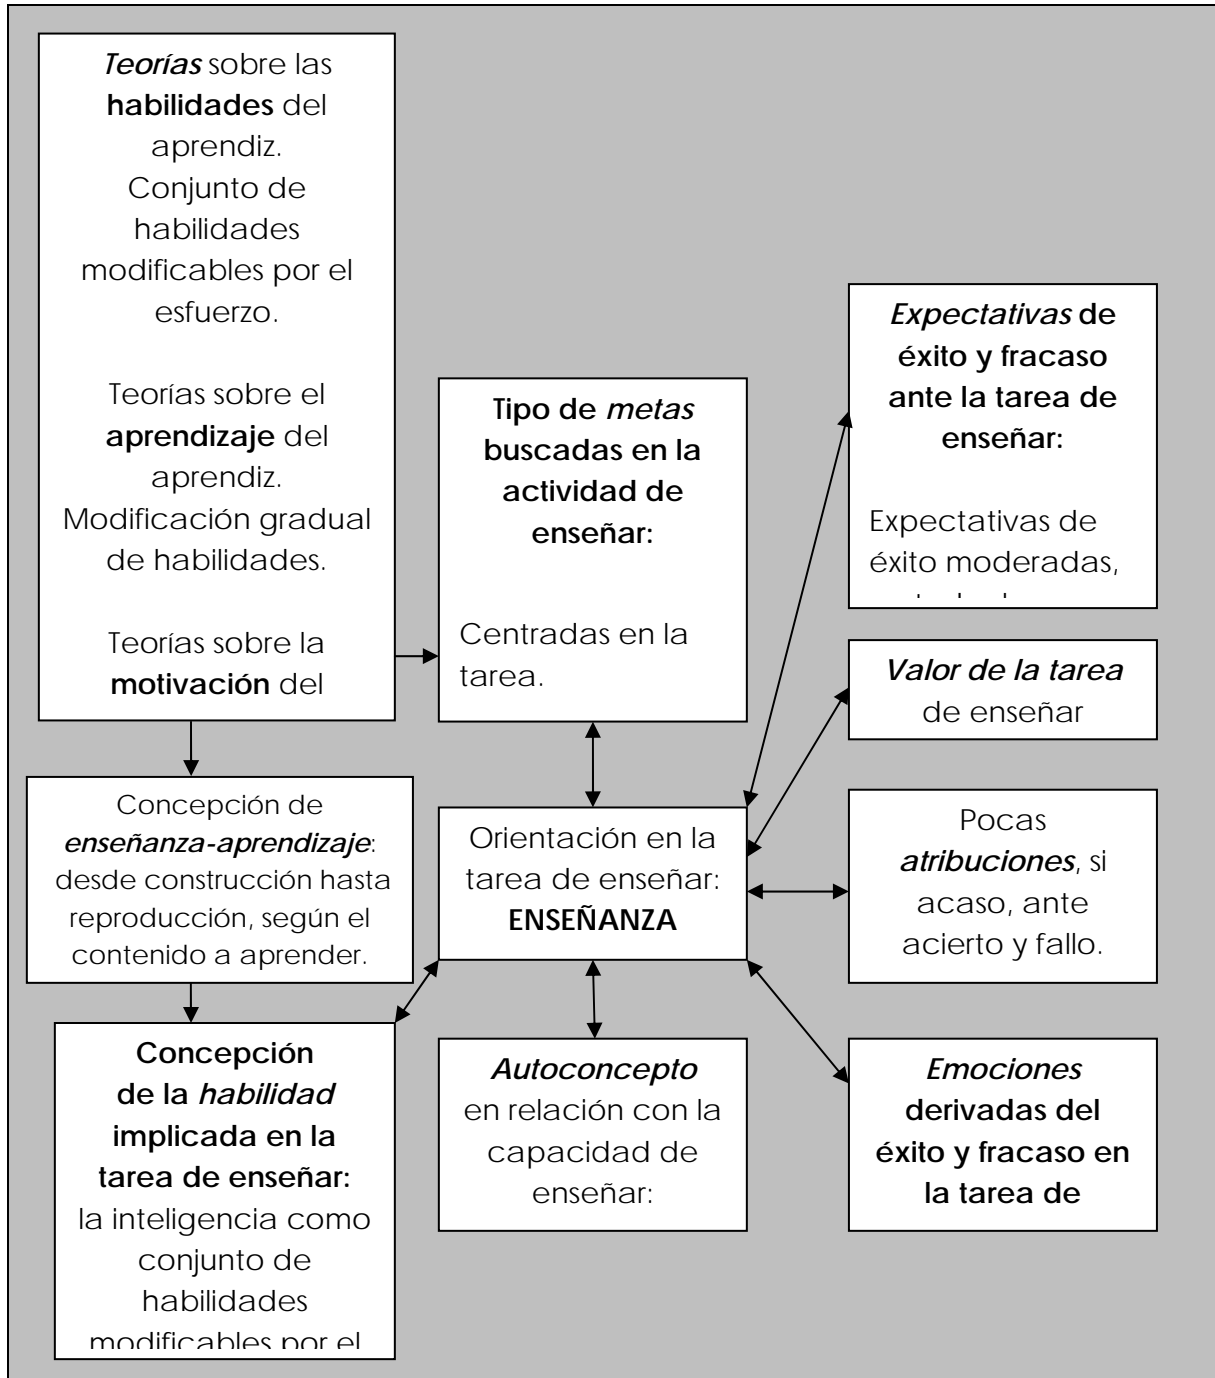 Teorías sobre las
habilidades del
aprendiz.
Conjunto de
habilidades
modificables por el
esfuerzo.
Teorías sobre el
aprendizaje del
aprendiz.
Modificación gradual
de habilidades.
Teorías sobre la
motivación del
Tipo de metas
buscadas en la
actividad de
enseñar:
Centradas en la
tarea.
Expectativas de
éxito y fracaso
ante la tarea de
enseñar:
Expectativas de
éxito moderadas,
Valor de la tarea
de enseñar
Concepción de
enseñanza-aprendizaje:
desde construcción hasta
reproducción, según el
contenido a aprender.
Orientación en la
tarea de enseñar:
ENSEÑANZA
Pocas
atribuciones, si
acaso, ante
acierto y fallo.
Concepción
de la habilidad
implicada en la
tarea de enseñar:
la inteligencia como
conjunto de
habilidades
modificables por el
Autoconcepto
en relación con la
capacidad de
enseñar:
Emociones
derivadas del
éxito y fracaso en
la tarea de